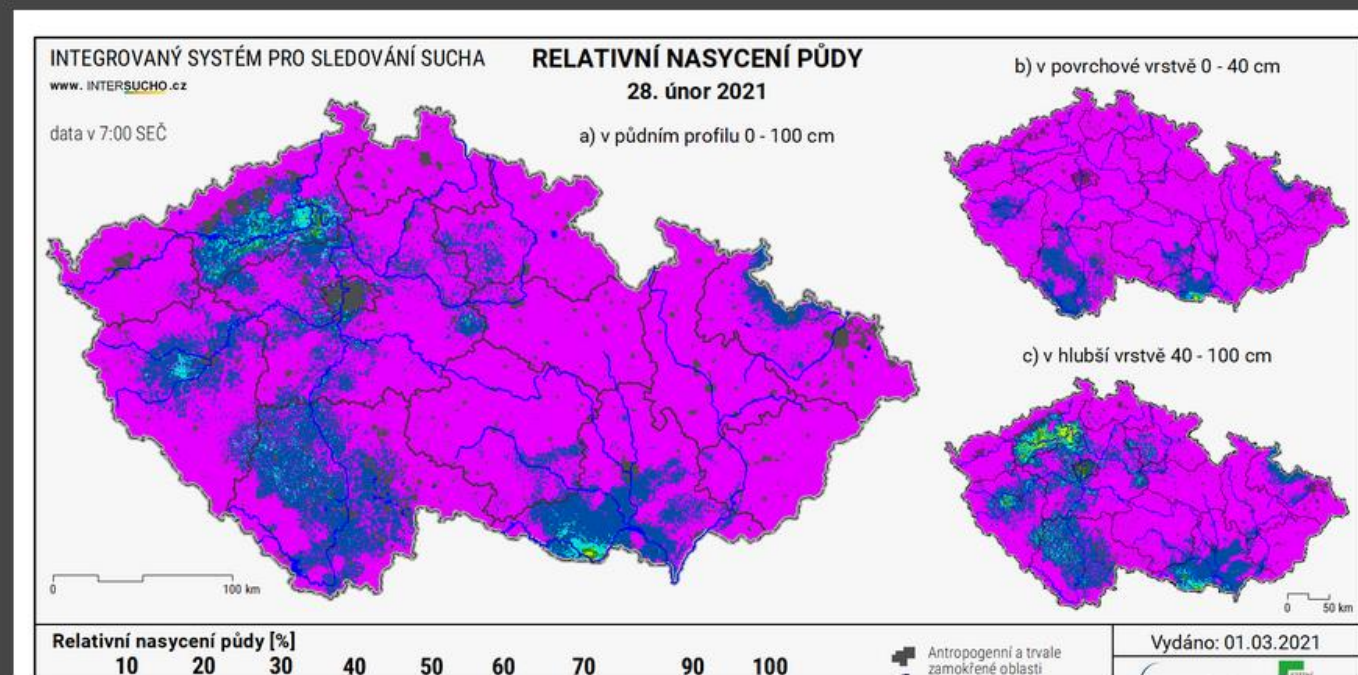 INTEGROVANÝ SYSTÉM PRO SLEDOVÁNÍ SUCHA
www. INTERSUCHO.cz
data v 7:00 SEČ
RELATIVNÍ NASYCENÍ PŮDY
28. únor 2021
a) v půdním profilu 0 - 100 cm
b) v povrchové vrstvě 0 - 40 cm
c) v hlubší vrstvě 40 - 100 cm
0 100 km
0 50 km
Relativní nasycení půdy [%]
10 20 30 40 50 60 70 90 100
Antropogenní a trvale
zamokřené oblasti
Vydáno: 01.03.2021